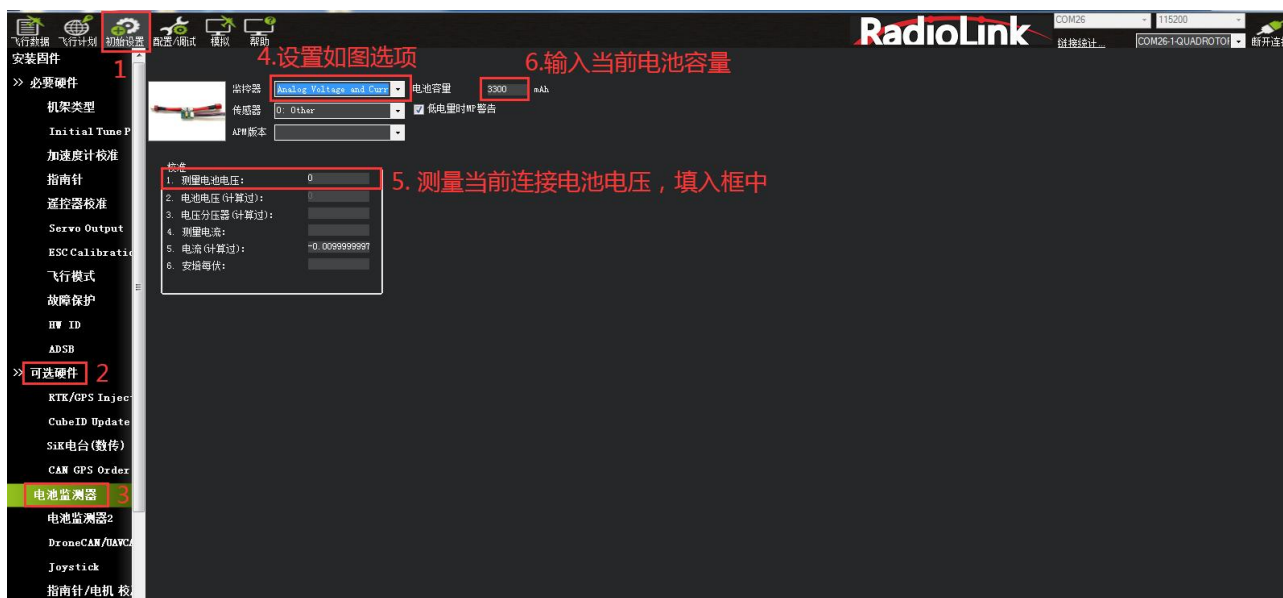 飞行数据 飞行计划 初始设置 配置/调试 模拟 帮助
RadioLink
COM26 115200
链接统计... COM26-1-QUADROTOR 断开连
安装固件
1
4.设置如图选项
6.输入当前电池容量
>> 必要硬件
监控器 Analog Voltage and Curr 电池容量 3300 mAh
机架类型
传感器 0: Other 低电量时MP警告
Initial Tune P
APM版本
加速度计校准
校准
指南针
1. 测量电池电压: 0
5. 测量当前连接电池电压，填入框中
遥控器校准
2. 电池电压(计算过): 0
3. 电压分压器(计算过):
Servo Output
4. 测量电流:
ESC Calibratio
5. 电流(计算过): -0.0099999997
飞行模式
6. 安培每伏:
故障保护
HW ID
ADSB
>> 可选硬件 2
RTK/GPS Injec
CubeID Update
SiK电台(数传)
CAN GPS Order
电池监测器 3
电池监测器2
DroneCAN/UAVCA
Joystick
指南针/电机 校